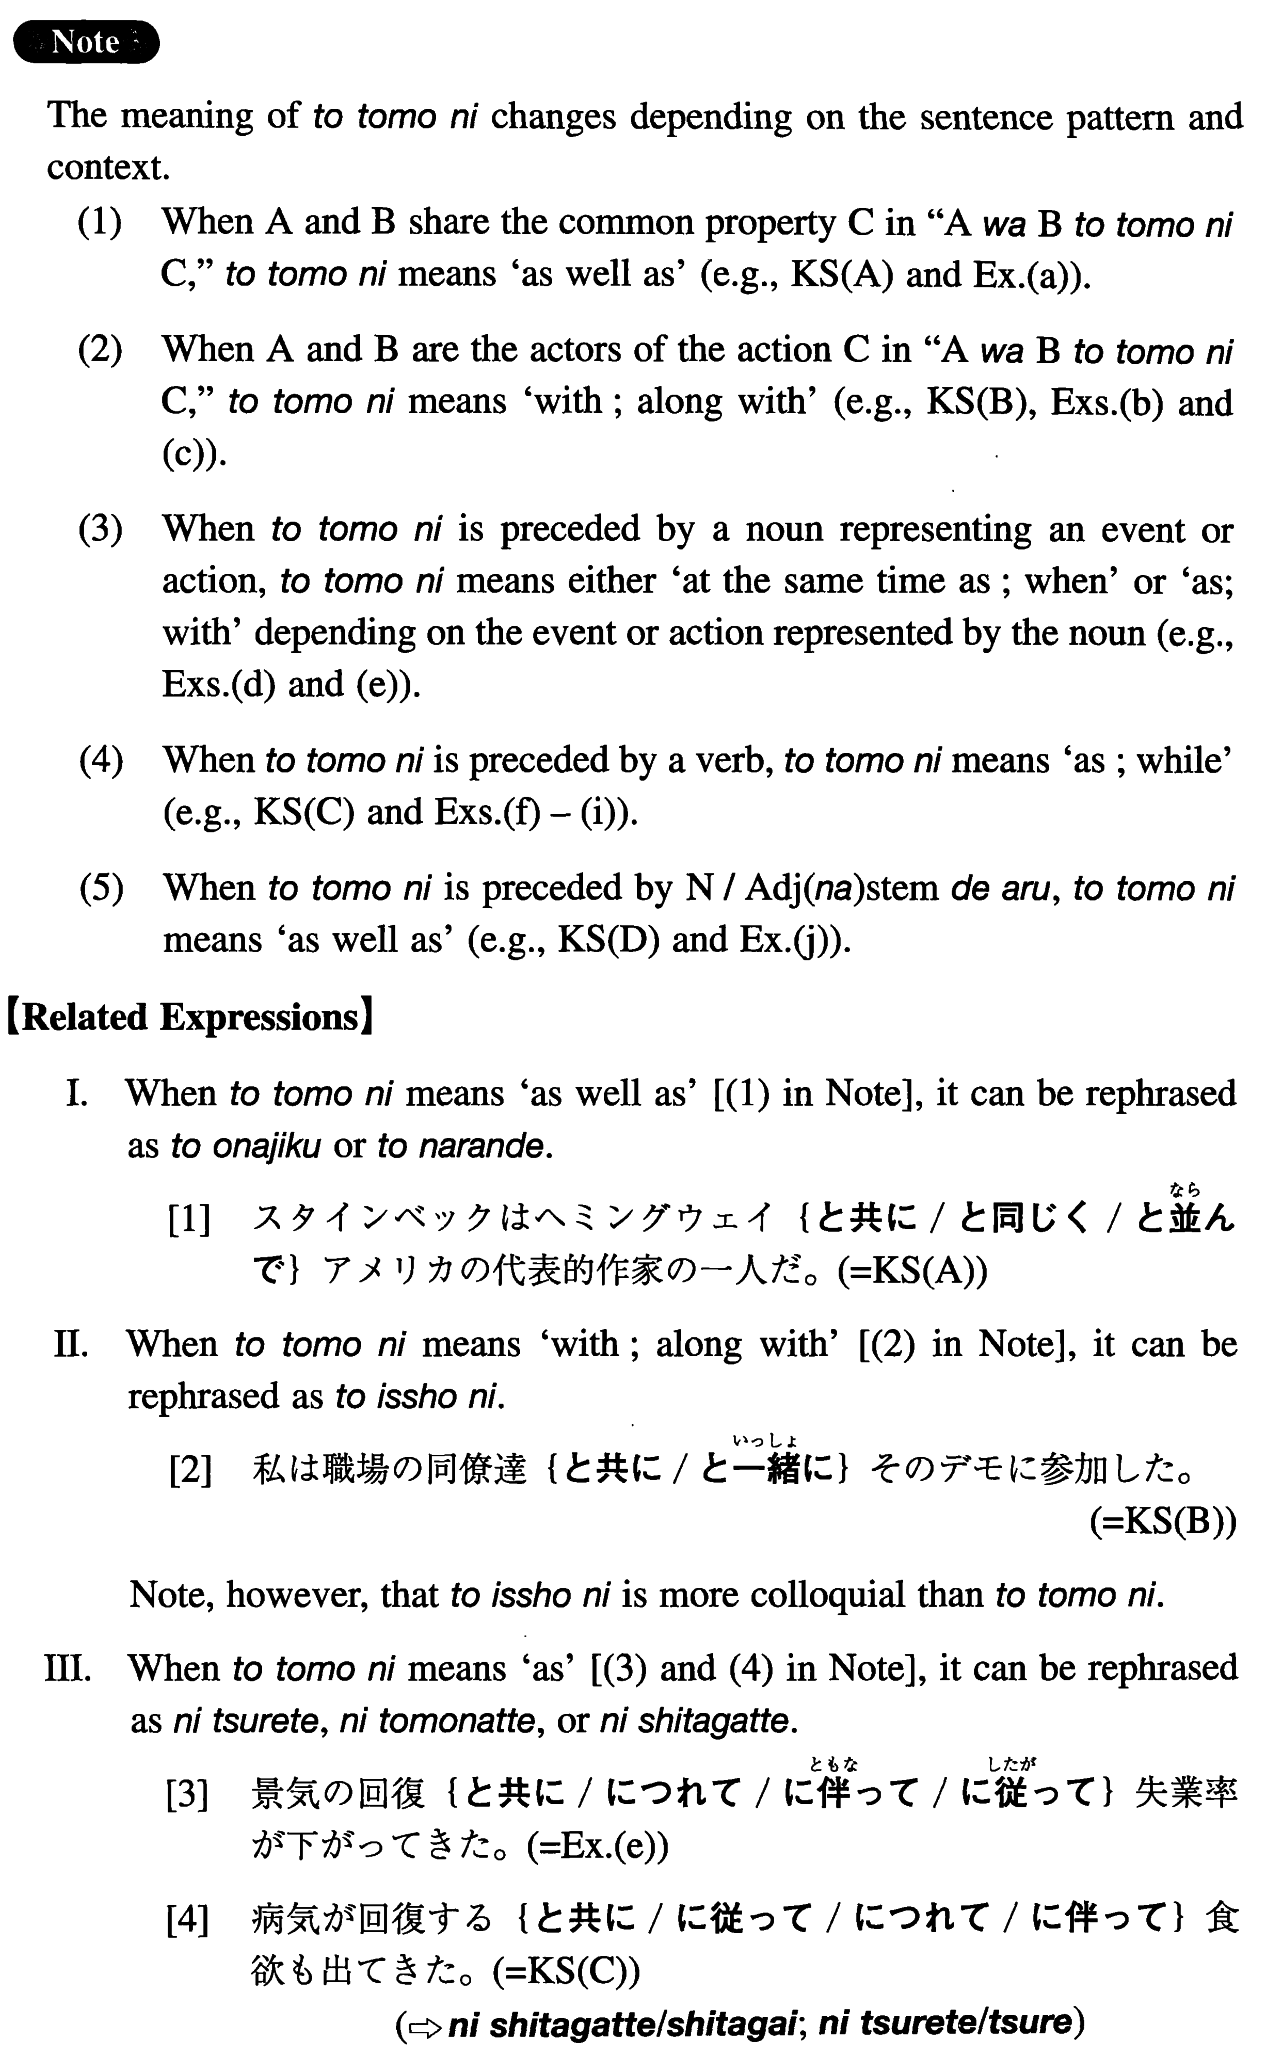 Note
The meaning of to tomo ni changes depending on the sentence pattern and
context.
(1) When A and B share the common property C in “A wa B to tomo ni
C,” to tomo ni means ‘as well as’ (e.g., KS(A) and Ex.(a)).
(2) When A and B are the actors of the action C in “A wa B to tomo ni
C,” to tomo ni means ‘with ; along with’ (e.g., KS(B), Exs.(b) and
(c)).
(3) When to tomo ni is preceded by a noun representing an event or
action, to tomo ni means either ‘at the same time as ; when’ or ‘as;
with’ depending on the event or action represented by the noun (e.g.,
Exs.(d) and (e)).
(4) When to tomo ni is preceded by a verb, to tomo ni means ‘as ; while’
(e.g., KS(C) and Exs.(f) – (i)).
(5) When to tomo ni is preceded by N / Adj(na)stem de aru, to tomo ni
means ‘as well as’ (e.g., KS(D) and Ex.(j)).
【Related Expressions】
I. When to tomo ni means ‘as well as’ [(1) in Note], it can be rephrased
as to onajiku or to narande.
なら
[1] スタインベックはヘミングウェイ {と共に / と同じく / と並ん
で} アメリカの代表的作家の一人だ。(=KS(A))
II. When to tomo ni means ‘with ; along with’ [(2) in Note], it can be
rephrased as to issho ni.
いっしょ
[2] 私は職場の同僚達 {と共に / と一緒に} そのデモに参加した。
(=KS(B))
Note, however, that to issho ni is more colloquial than to tomo ni.
III. When to tomo ni means ‘as’ [(3) and (4) in Note], it can be rephrased
as ni tsurete, ni tomonatte, or ni shitagatte.
ともな したが
[3] 景気の回復 {と共に / につれて / に伴って / に従って} 失業率
が下がってきた。(=Ex.(e))
[4] 病気が回復する {と共に / に従って / につれて / に伴って} 食
欲も出てきた。(=KS(C))
(⇨ni shitagatte/shitagai; ni tsurete/tsure)